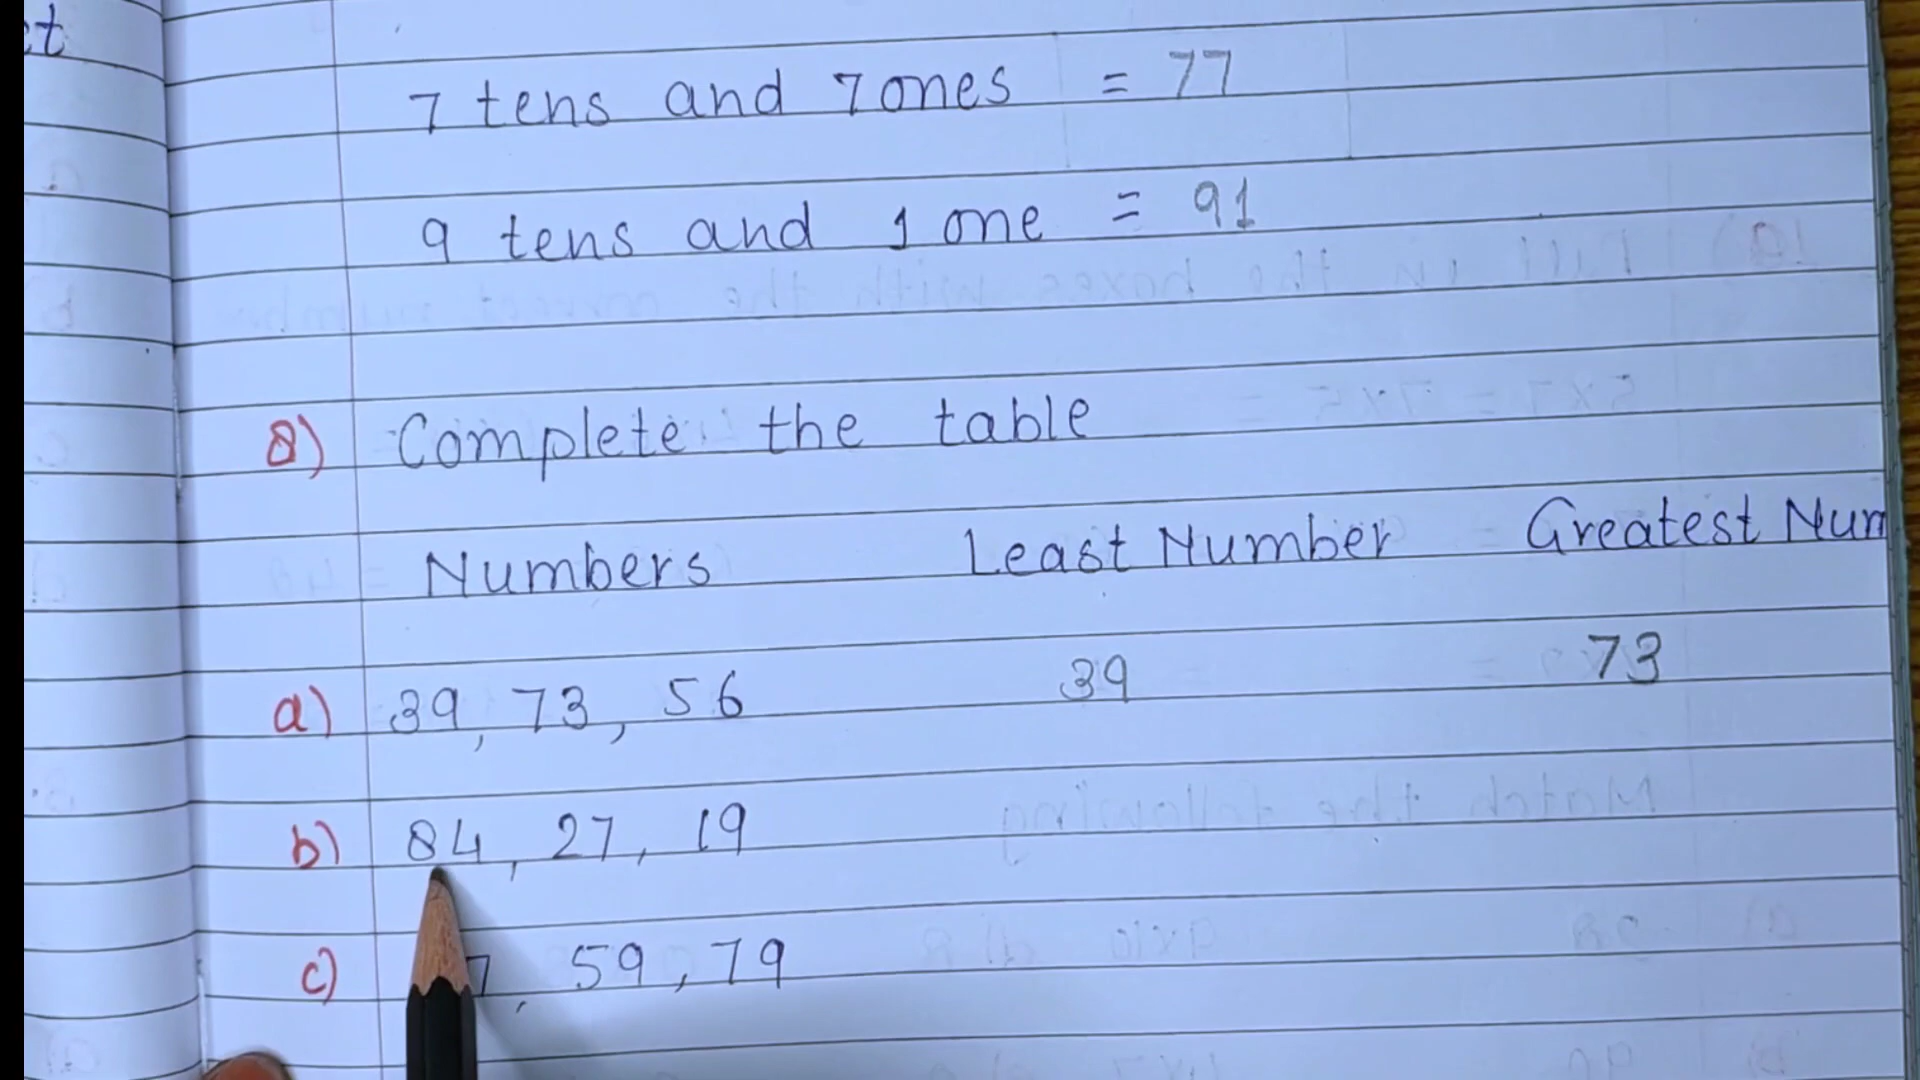 7 tens and 7 ones = 77
9 tens and 1 one = 91
8) Complete the table
Numbers Least Number Greatest Num
a) 39, 73, 56 39 73
b) 84, 27, 19
c) 7, 59, 79